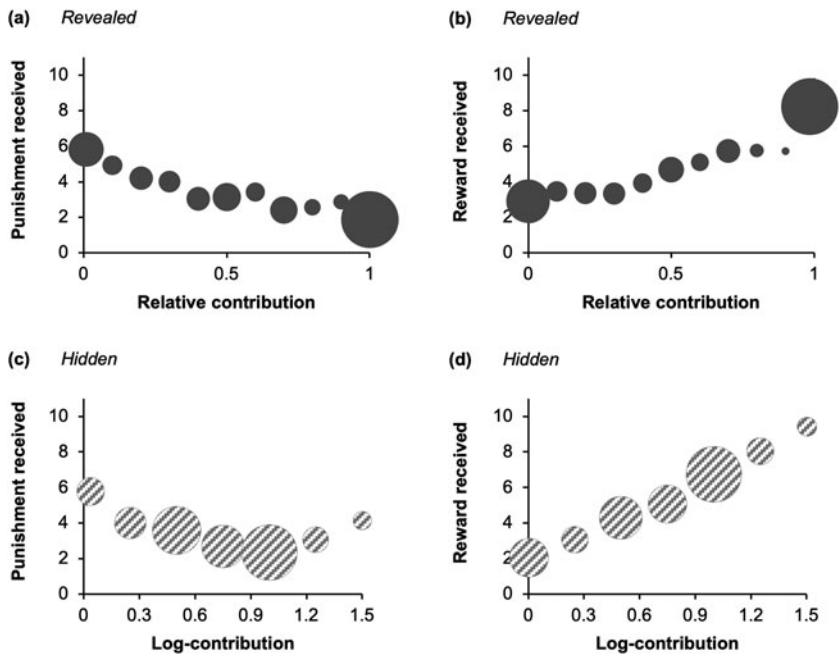 (a) Revealed
Punishment received
10
8
6
4
2
0
0 0.5 1
Relative contribution
(b) Revealed
Reward received
10
8
6
4
2
0
0 0.5 1
Relative contribution
(c) Hidden
Punishment received
10
8
6
4
2
0
0 0.3 0.6 0.9 1.2 1.5
Log-contribution
(d) Hidden
Reward received
10
8
6
4
2
0
0 0.3 0.6 0.9 1.2 1.5
Log-contribution